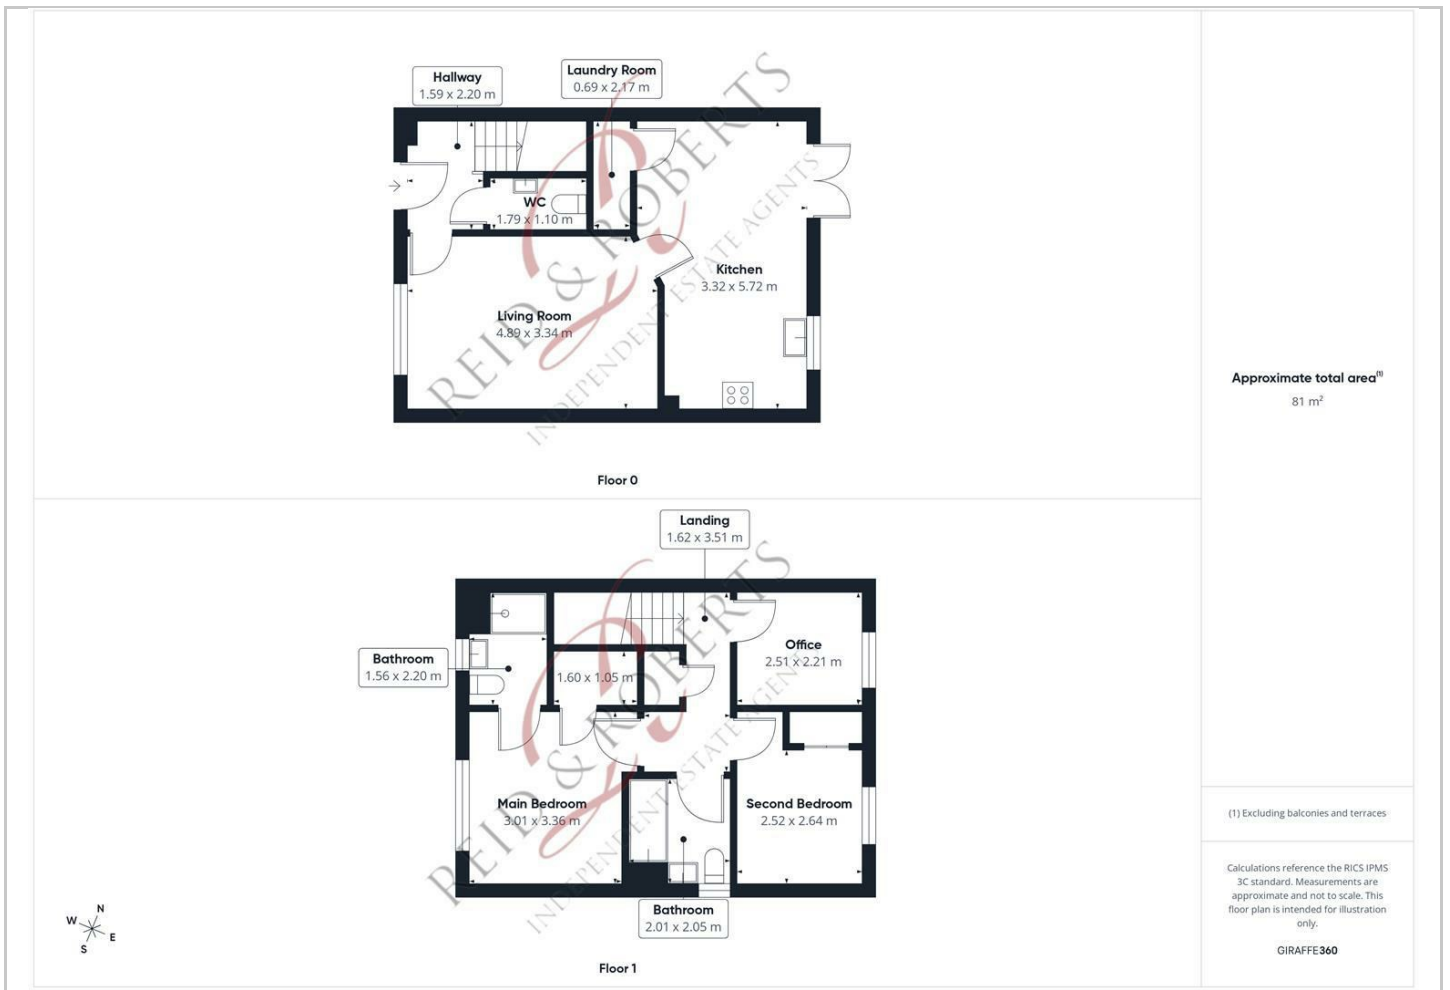 Hallway
1.59 x 2.20 m
Laundry Room
0.69 x 2.17 m
WC
1.79 x 1.10 m
Kitchen
3.32 x 5.72 m
Living Room
4.89 x 3.34 m
REID & ROBERTS
INDEPENDENT ESTATE AGENTS
Floor 0
Approximate total area(1)
81 m²
Landing
1.62 x 3.51 m
Office
2.51 x 2.21 m
Bathroom
1.56 x 2.20 m
1.60 x 1.05 m
Main Bedroom
3.01 x 3.36 m
Second Bedroom
2.52 x 2.64 m
Bathroom
2.01 x 2.05 m
REID & ROBERTS
INDEPENDENT ESTATE AGENTS
Floor 1
N
W
E
S
(1) Excluding balconies and terraces
Calculations reference the RICS IPMS
3C standard. Measurements are
approximate and not to scale. This
floor plan is intended for illustration
only.
GIRAFFE360